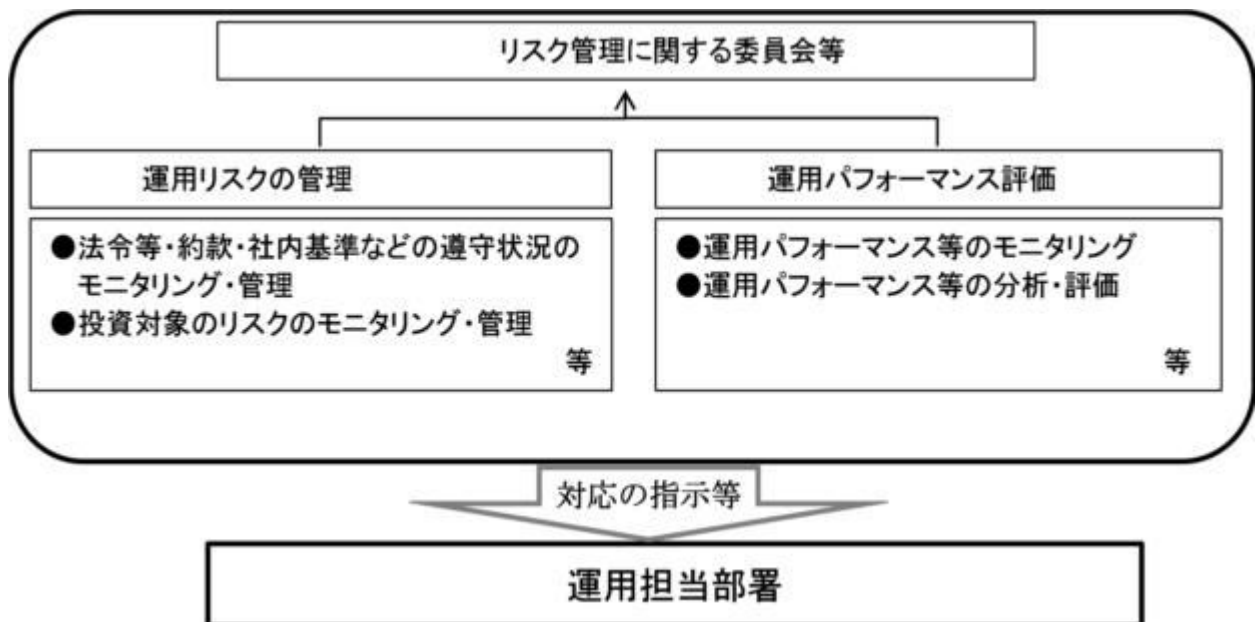 リスク管理に関する委員会等
運用リスクの管理
●法令等・約款・社内基準などの遵守状況の
モニタリング・管理
●投資対象のリスクのモニタリング・管理
等
運用パフォーマンス評価
●運用パフォーマンス等のモニタリング
●運用パフォーマンス等の分析・評価
等
対応の指示等
運用担当部署